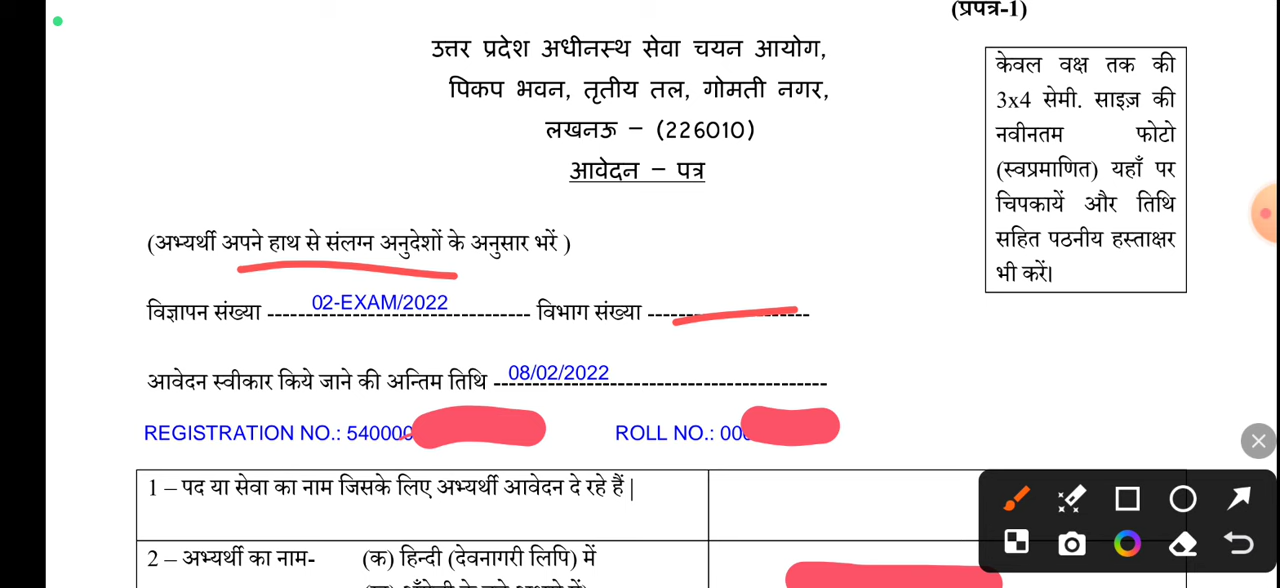 (प्रपत्र-1)
उत्तर प्रदेश अधीनस्थ सेवा चयन आयोग,
पिकप भवन, तृतीय तल, गोमती नगर,
लखनऊ – (226010)
आवेदन – पत्र
केवल वक्ष तक की
3x4 सेमी. साइज़ की
नवीनतम फोटो
(स्वप्रमाणित) यहाँ पर
चिपकायें और तिथि
सहित पठनीय हस्ताक्षर
भी करें।
(अभ्यर्थी अपने हाथ से संलग्न अनुदेशों के अनुसार भरें )
विज्ञापन संख्या 02-EXAM/2022 विभाग संख्या
आवेदन स्वीकार किये जाने की अन्तिम तिथि 08/02/2022
REGISTRATION NO.: 540000 ROLL NO.: 000
1 – पद या सेवा का नाम जिसके लिए अभ्यर्थी आवेदन दे रहे हैं |
2 – अभ्यर्थी का नाम- (क) हिन्दी (देवनागरी लिपि) में